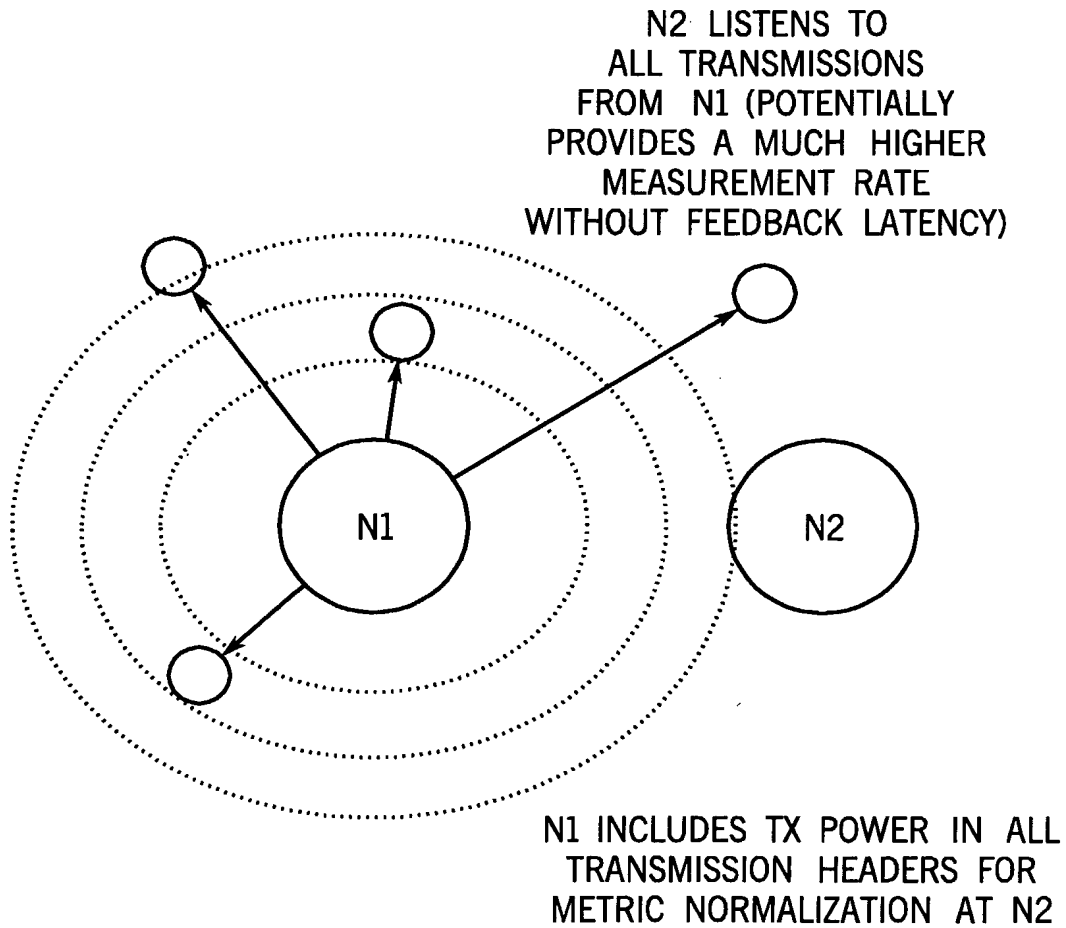 N2 LISTENS TO
ALL TRANSMISSIONS
FROM N1 (POTENTIALLY
PROVIDES A MUCH HIGHER
MEASUREMENT RATE
WITHOUT FEEDBACK LATENCY)
N1
N2
N1 INCLUDES TX POWER IN ALL
TRANSMISSION HEADERS FOR
METRIC NORMALIZATION AT N2